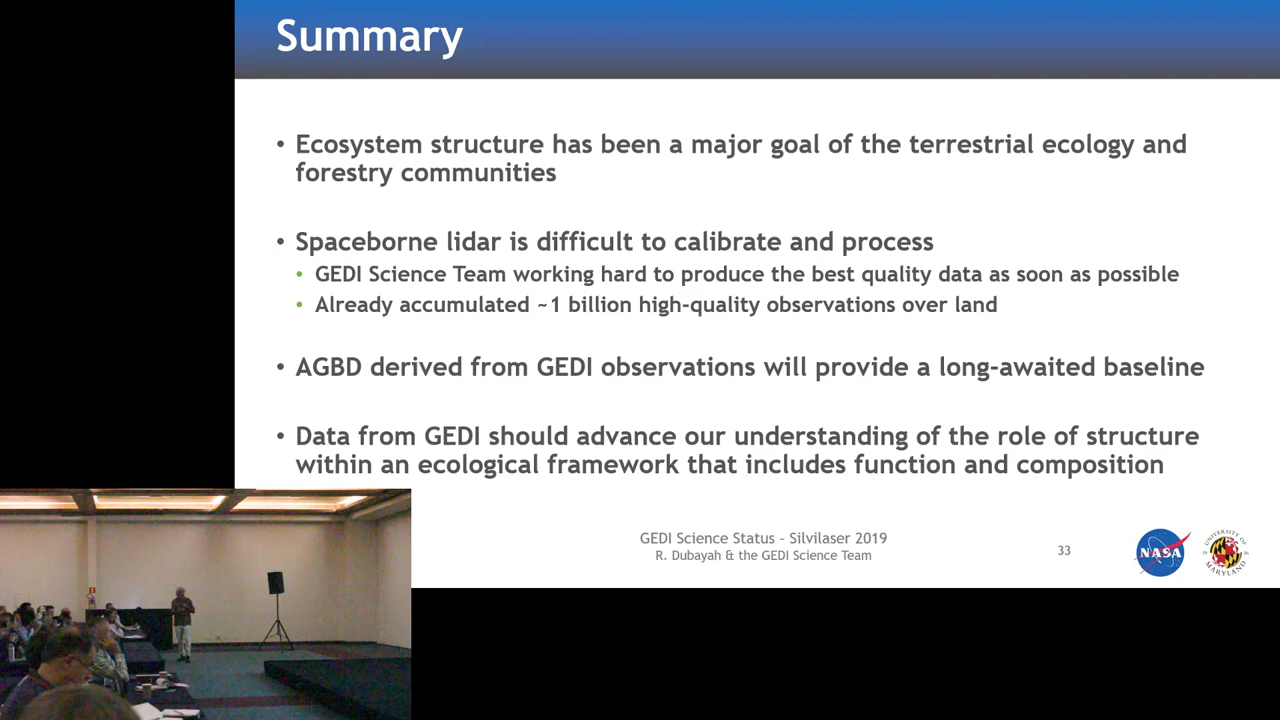 Summary
• Ecosystem structure has been a major goal of the terrestrial ecology and
forestry communities
• Spaceborne lidar is difficult to calibrate and process
• GEDI Science Team working hard to produce the best quality data as soon as possible
• Already accumulated ~1 billion high-quality observations over land
• AGBD derived from GEDI observations will provide a long-awaited baseline
• Data from GEDI should advance our understanding of the role of structure
within an ecological framework that includes function and composition
GEDI Science Status – Silvilaser 2019
R. Dubayah & the GEDI Science Team
33
NASA
UNIVERSITY OF
MARYLAND